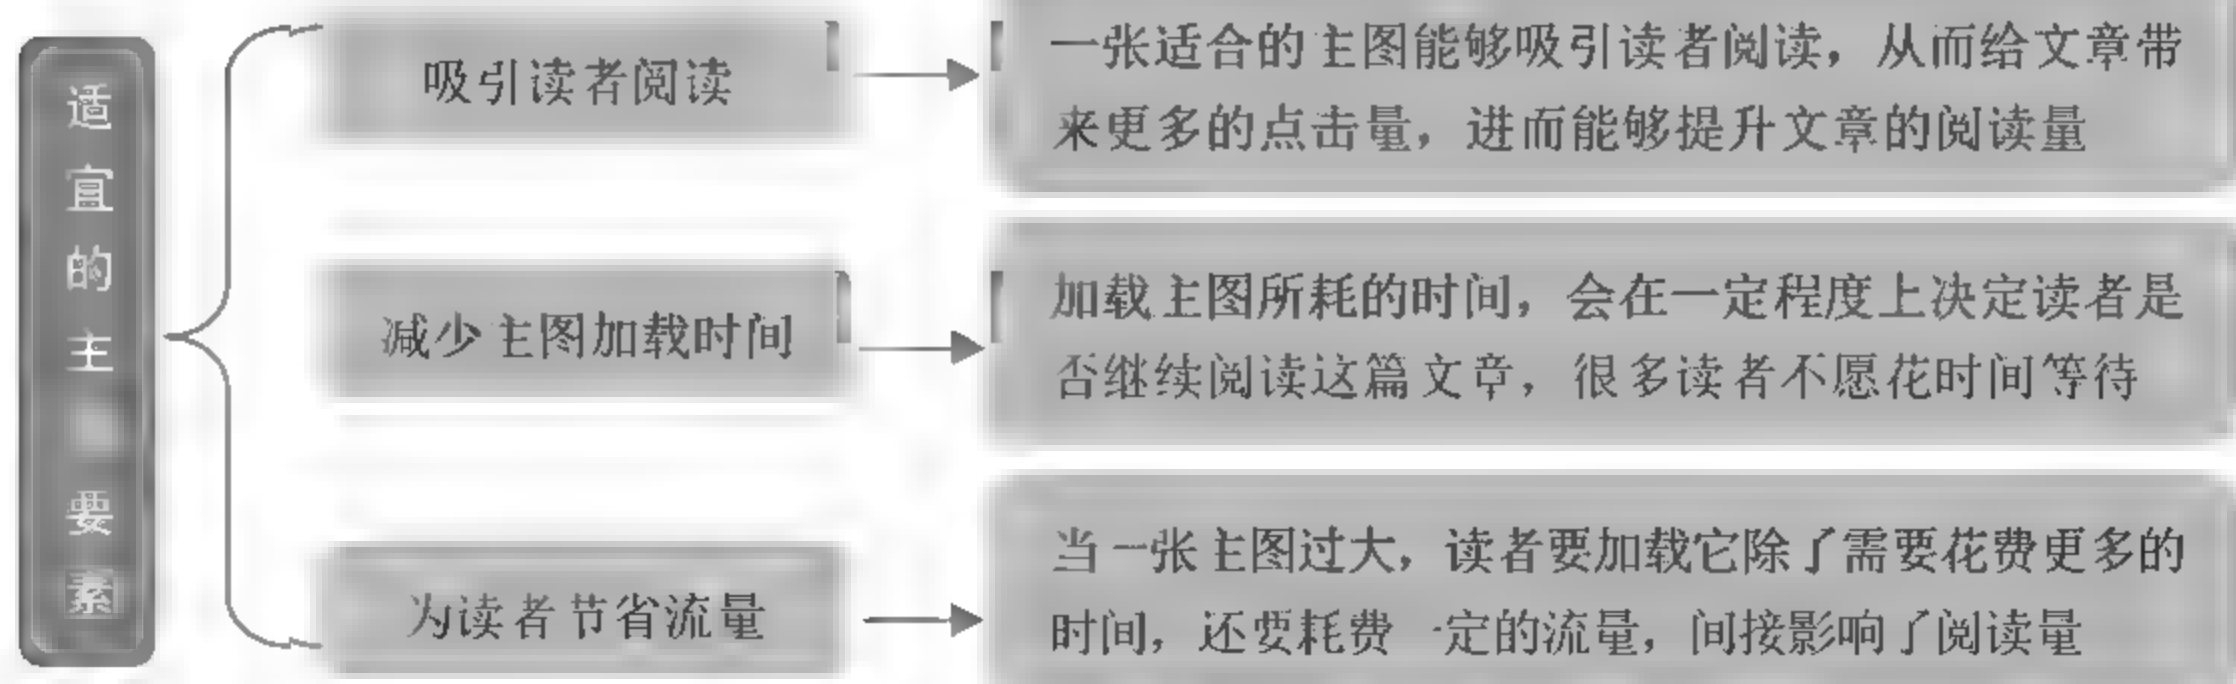 适宜的主
要素
吸引读者阅读
一张适合的主图能够吸引读者阅读，从而给文章带
来更多的点击量，进而能够提升文章的阅读量
减少主图加载时间
加载主图所耗的时间，会在一定程度上决定读者是
否继续阅读这篇文章，很多读者不愿花时间等待
为读者节省流量
当一张主图过大，读者要加载它除了需要花费更多的
时间，还要耗费一定的流量，间接影响了阅读量